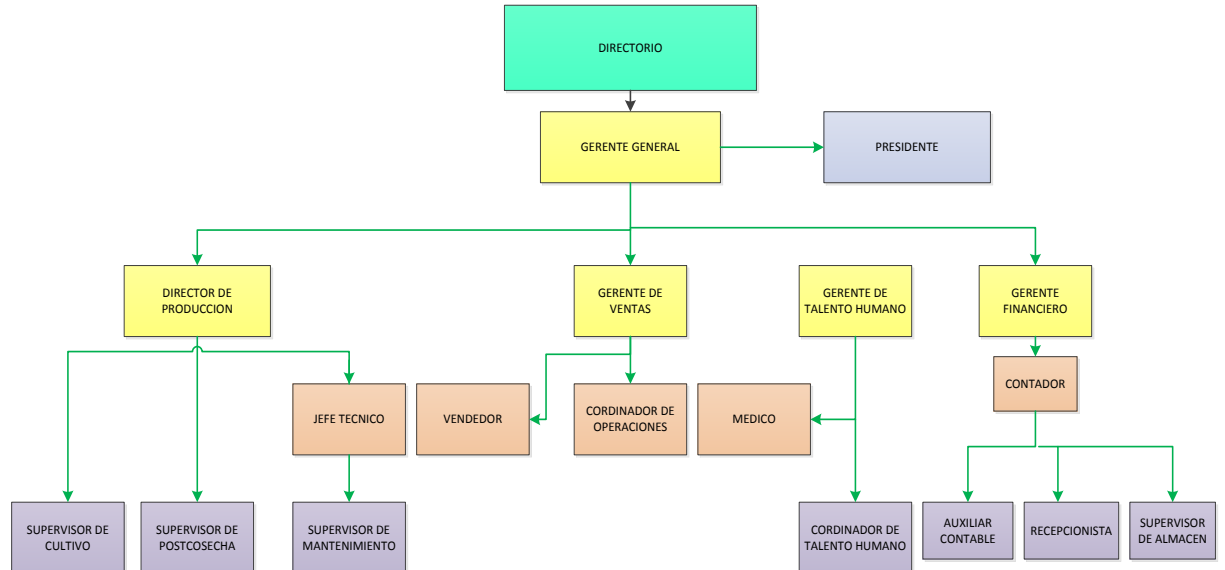 DIRECTORIO
GERENTE GENERAL
PRESIDENTE
DIRECTOR DE
PRODUCCION
GERENTE DE
VENTAS
GERENTE DE
TALENTO HUMANO
GERENTE
FINANCIERO
JEFE TECNICO
VENDEDOR
CORDINADOR DE
OPERACIONES
MEDICO
CONTADOR
SUPERVISOR DE
CULTIVO
SUPERVISOR DE
POSTCOSECHA
SUPERVISOR DE
MANTENIMIENTO
CORDINADOR DE
TALENTO HUMANO
AUXILIAR
CONTABLE
RECEPCIONISTA
SUPERVISOR
DE ALMACEN